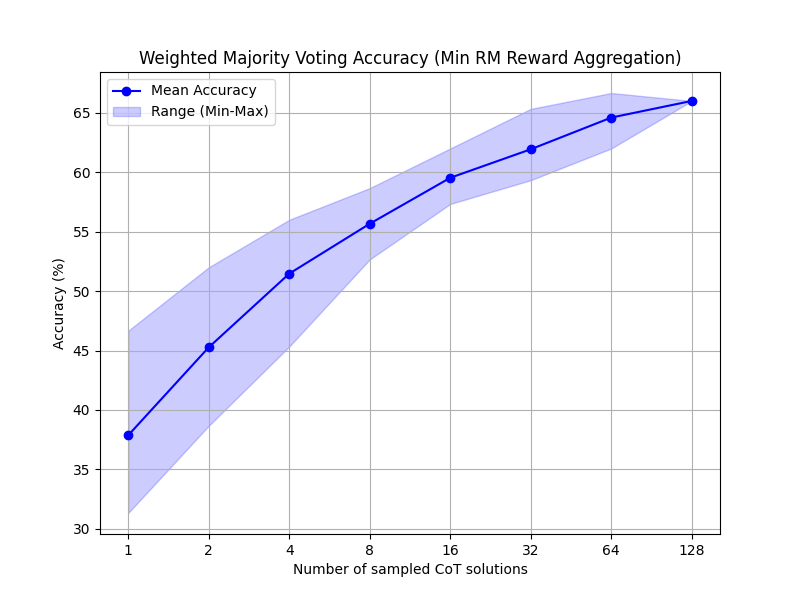 Weighted Majority Voting Accuracy (Min RM Reward Aggregation)
Mean Accuracy
Range (Min-Max)
65
60
55
50
45
40
35
30
Accuracy (%)
1 2 4 8 16 32 64 128
Number of sampled CoT solutions